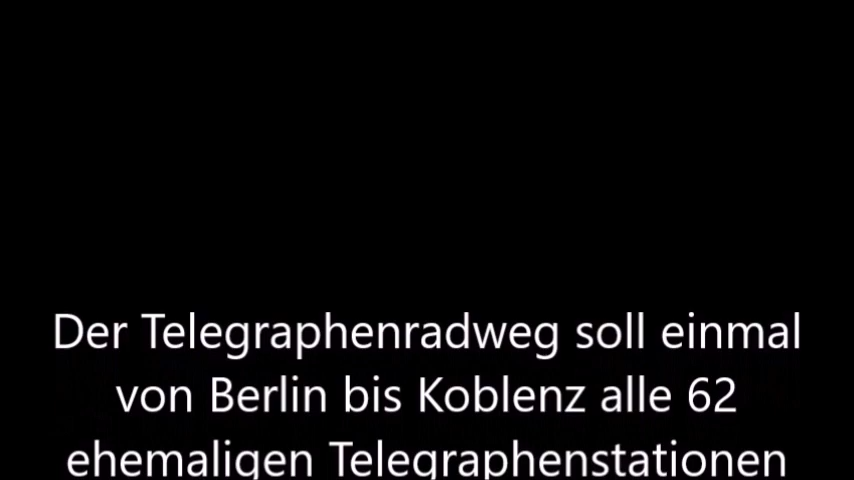 Der Telegraphenradweg soll einmal
von Berlin bis Koblenz alle 62
ehemaligen Telegraphenstationen